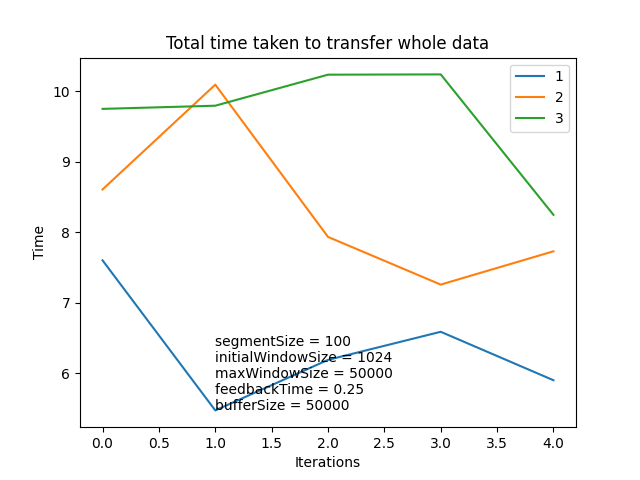 Total time taken to transfer whole data
1
2
3
10
9
8
7
6
Time
segmentSize = 100
initialWindowSize = 1024
maxWindowSize = 50000
feedbackTime = 0.25
bufferSize = 50000
0.0 0.5 1.0 1.5 2.0 2.5 3.0 3.5 4.0
Iterations